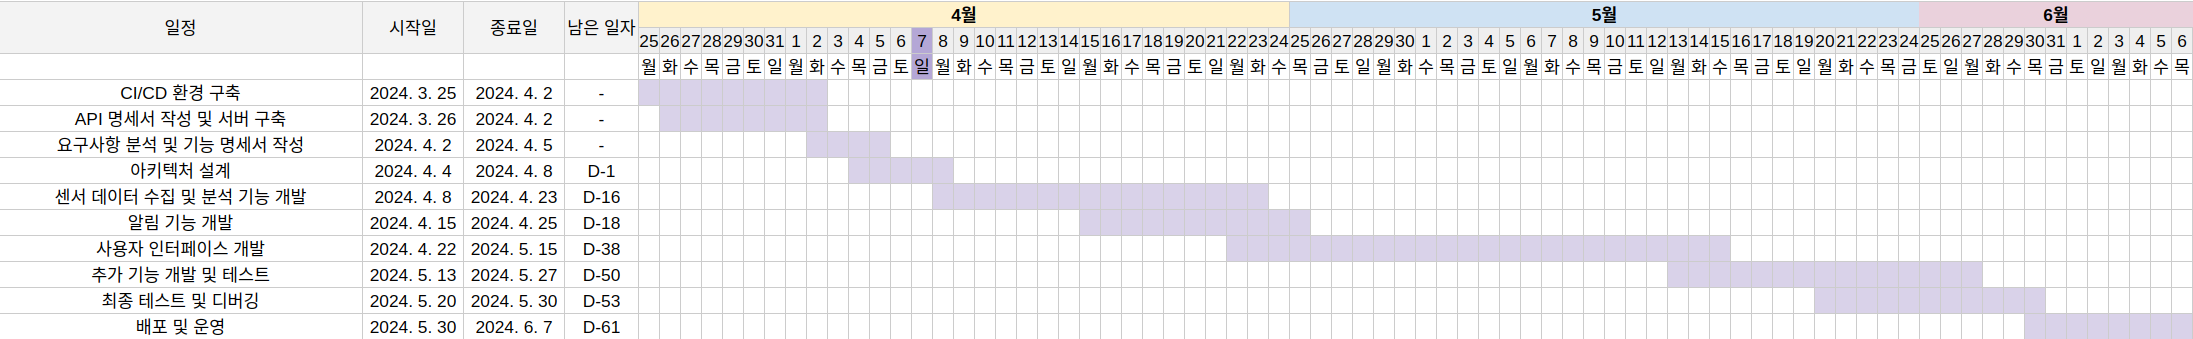 일정 시작일 종료일 남은 일자 4월 5월 6월
25 26 27 28 29 30 31 1 2 3 4 5 6 7 8 9 10 11 12 13 14 15 16 17 18 19 20 21 22 23 24 25 26 27 28 29 30 1 2 3 4 5 6 7 8 9 10 11 12 13 14 15 16 17 18 19 20 21 22 23 24 25 26 27 28 29 30 31 1 2 3 4 5 6
월 화 수 목 금 토 일 월 화 수 목 금 토 일 월 화 수 목 금 토 일 월 화 수 목 금 토 일 월 화 수 목 금 토 일 월 화 수 목 금 토 일 월 화 수 목 금 토 일 월 화 수 목 금 토 일 월 화 수 목 금 토 일 월 화 수 목 금 토 일 월 화 수 목
CI/CD 환경 구축 2024. 3. 25 2024. 4. 2 -
API 명세서 작성 및 서버 구축 2024. 3. 26 2024. 4. 2 -
요구사항 분석 및 기능 명세서 작성 2024. 4. 2 2024. 4. 5 -
아키텍처 설계 2024. 4. 4 2024. 4. 8 D-1
센서 데이터 수집 및 분석 기능 개발 2024. 4. 8 2024. 4. 23 D-16
알림 기능 개발 2024. 4. 15 2024. 4. 25 D-18
사용자 인터페이스 개발 2024. 4. 22 2024. 5. 15 D-38
추가 기능 개발 및 테스트 2024. 5. 13 2024. 5. 27 D-50
최종 테스트 및 디버깅 2024. 5. 20 2024. 5. 30 D-53
배포 및 운영 2024. 5. 30 2024. 6. 7 D-61